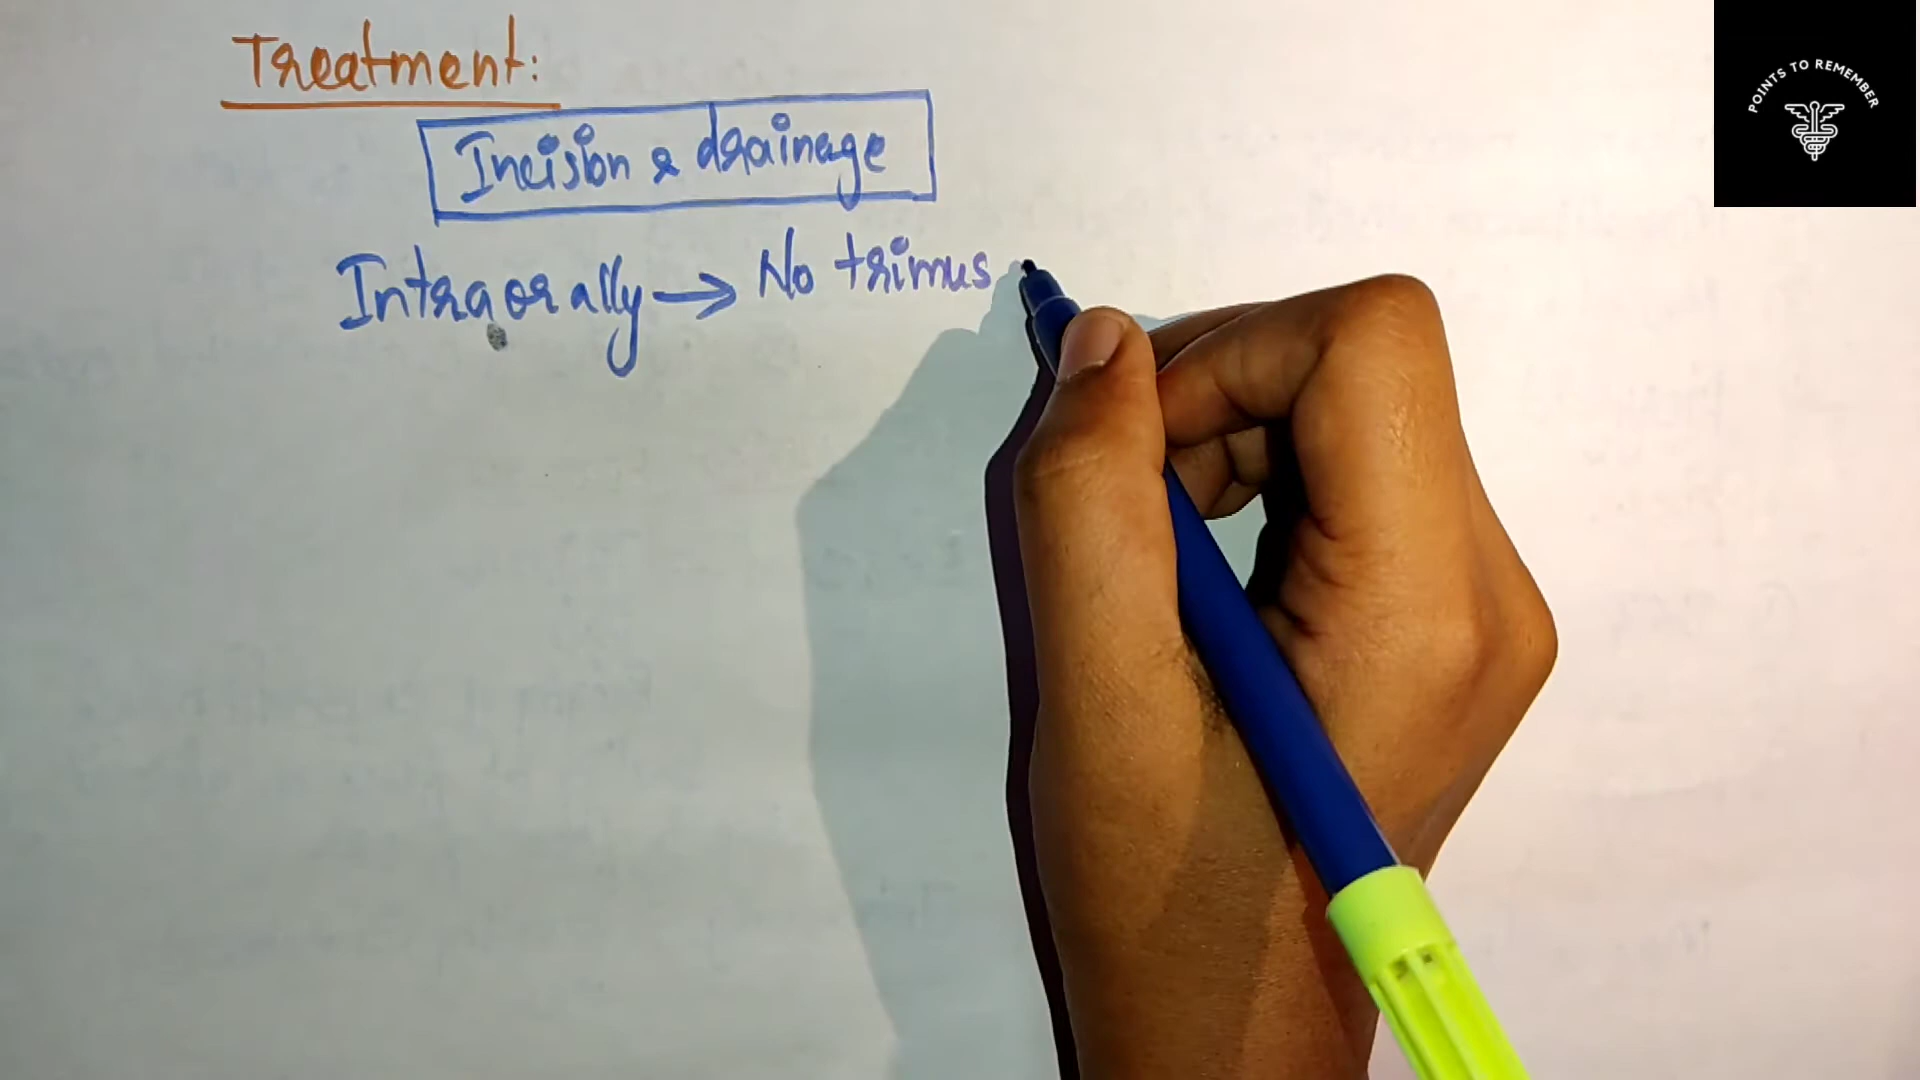 Treatment:
Incision & drainage
Intraorally → No trimus
POINTS TO REMEMBER